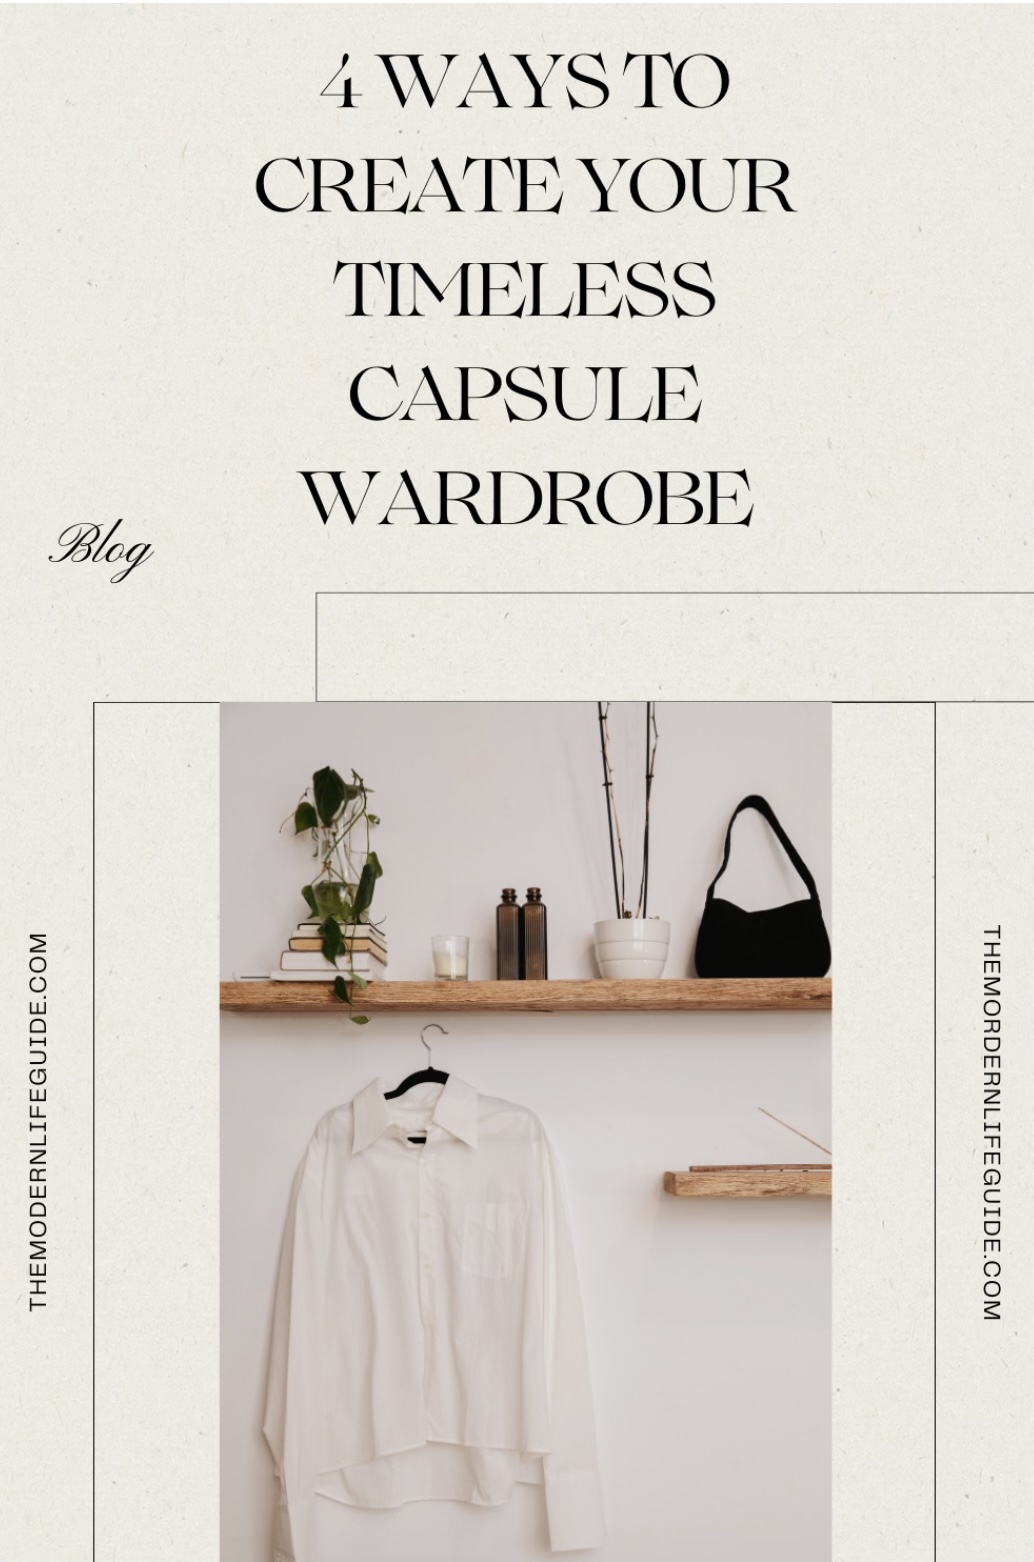 4 WAYS TO
CREATE YOUR
TIMELESS
CAPSULE
WARDROBE
Blog
THEMODERNLIFEGUIDE.COM
THEMORDERNLIFEGUIDE.COM